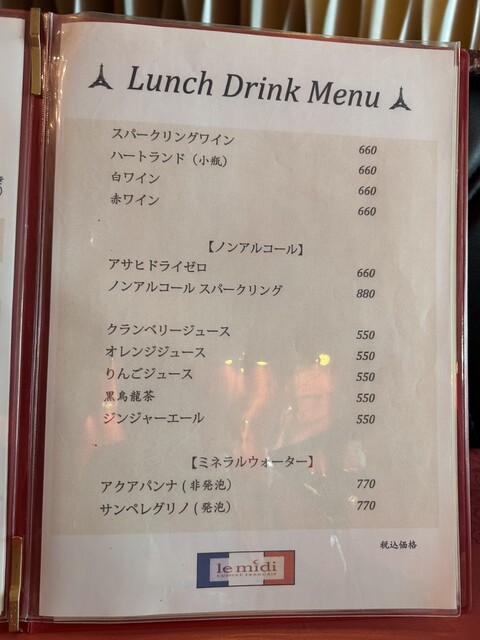 Lunch Drink Menu
スパークリングワイン 660
ハートランド（小瓶） 660
白ワイン 660
赤ワイン 660
【ノンアルコール】
アサヒドライゼロ 660
ノンアルコール スパークリング 880
クランベリージュース 550
オレンジジュース 550
りんごジュース 550
黒烏龍茶 550
ジンジャーエール 550
【ミネラルウォーター】
アクアパンナ ( 非発泡） 770
サンペレグリノ ( 発泡） 770
税込価格
le midi